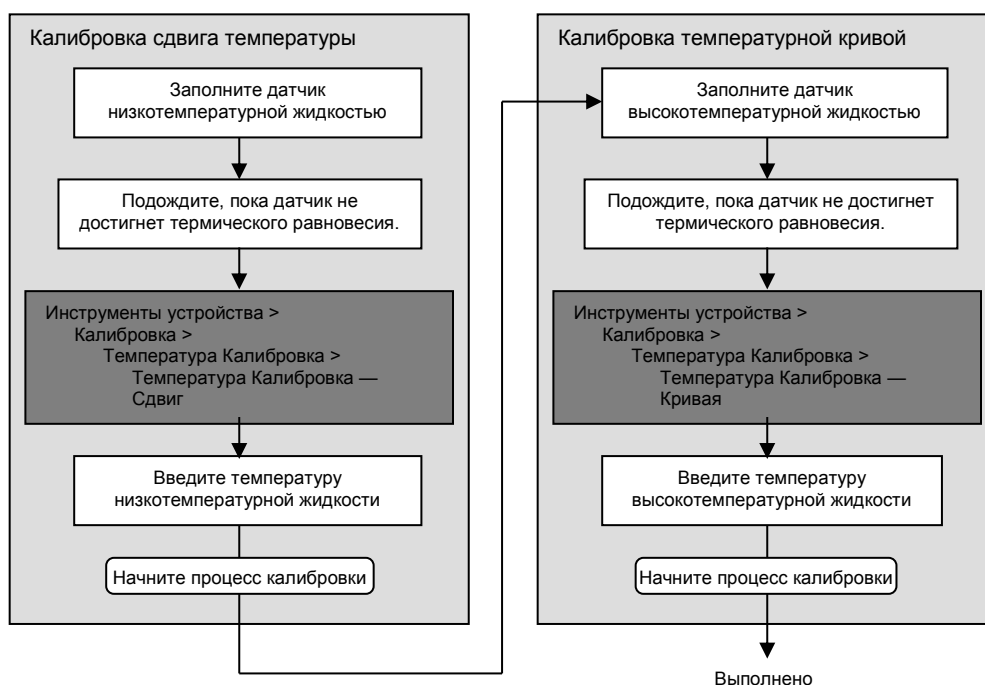 Калибровка сдвига температуры
Заполните датчик
низкотемпературной жидкостью
Подождите, пока датчик не
достигнет термического равновесия.
Инструменты устройства >
Калибровка >
Температура Калибровка >
Температура Калибровка —
Сдвиг
Введите температуру
низкотемпературной жидкости
Начните процесс калибровки
Калибровка температурной кривой
Заполните датчик
высокотемпературной жидкостью
Подождите, пока датчик не достигнет
термического равновесия.
Инструменты устройства >
Калибровка >
Температура Калибровка >
Температура Калибровка —
Кривая
Введите температуру
высокотемпературной жидкости
Начните процесс калибровки
Выполнено